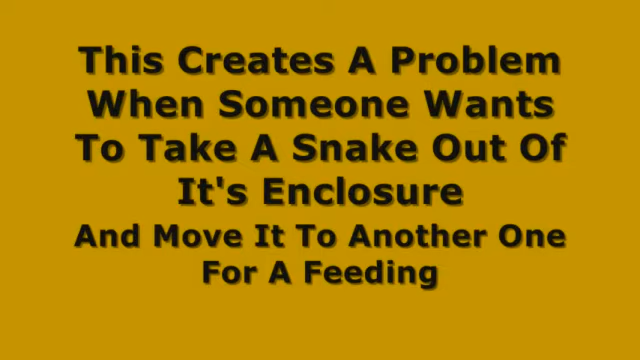 This Creates A Problem
When Someone Wants
To Take A Snake Out Of
It's Enclosure
And Move It To Another One
For A Feeding